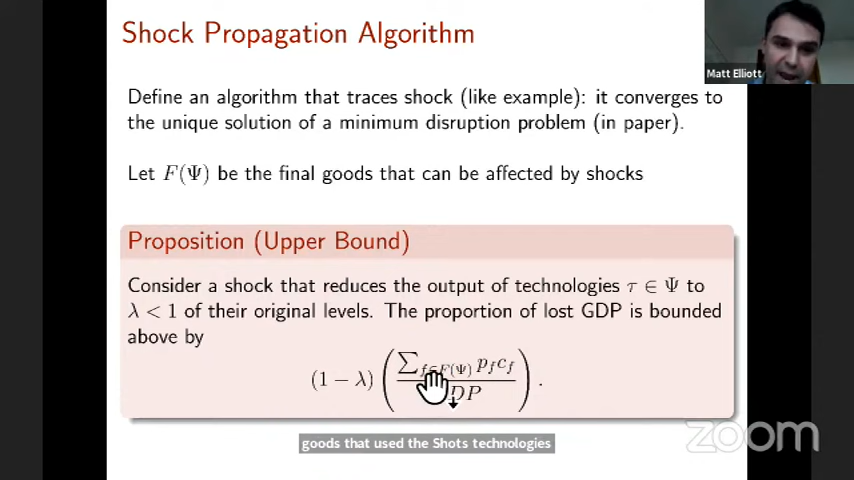 Shock Propagation Algorithm
Matt Elliott
Define an algorithm that traces shock (like example): it converges to
the unique solution of a minimum disruption problem (in paper).
Let F(Ψ) be the final goods that can be affected by shocks
Proposition (Upper Bound)
Consider a shock that reduces the output of technologies τ ∈ Ψ to
λ < 1 of their original levels. The proportion of lost GDP is bounded
above by
(1 − λ) ( ∑f∈F(Ψ) pfcf / DP ) .
goods that used the Shots technologies
zoom